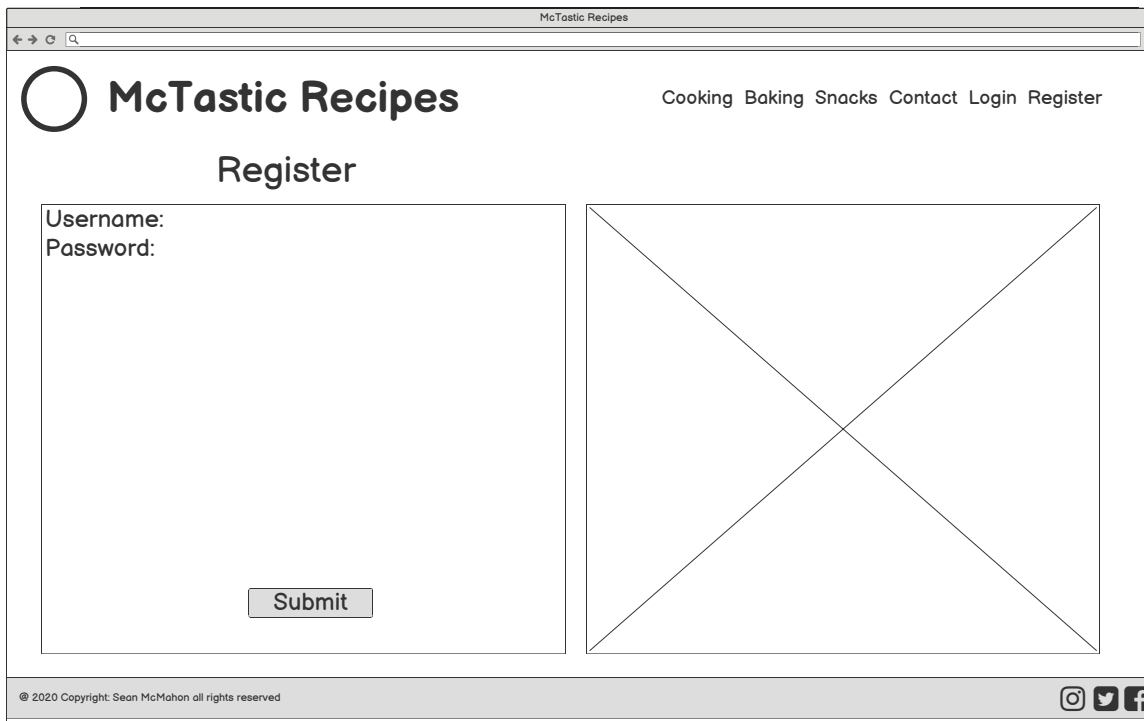 McTastic Recipes
McTastic Recipes
Cooking Baking Snacks Contact Login Register
Register
Username:
Password:
Submit
@ 2020 Copyright: Sean McMahon all rights reserved